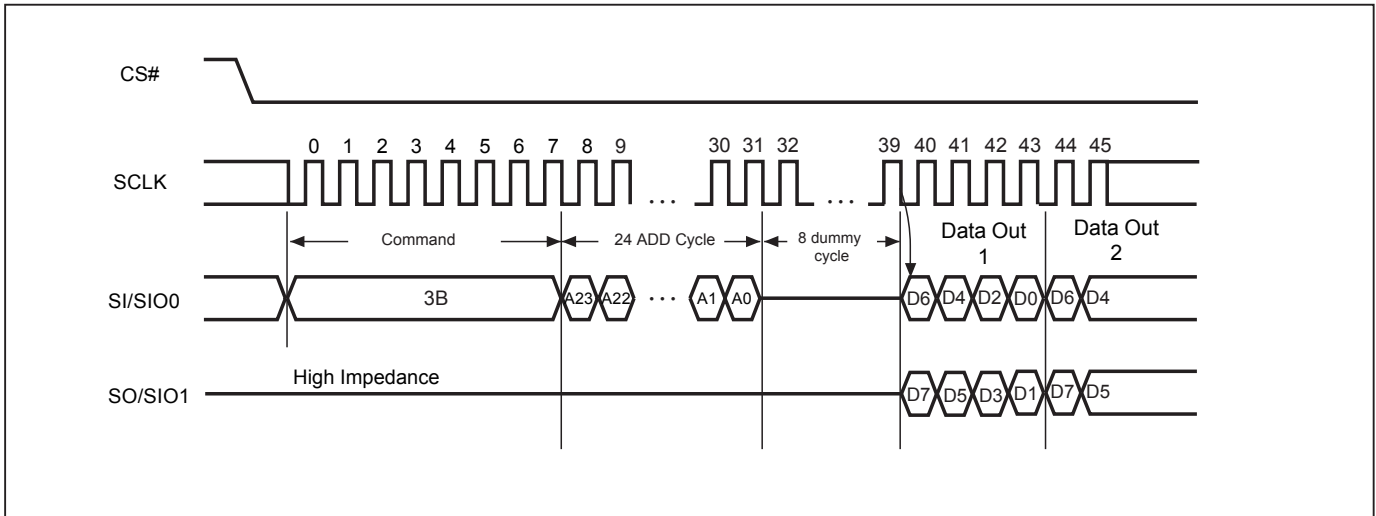 CS#
0 1 2 3 4 5 6 7 8 9 30 31 32 39 40 41 42 43 44 45
SCLK
... ...
Command 24 ADD Cycle 8 dummy cycle Data Out 1 Data Out 2
SI/SIO0 3B A23 A22 ... A1 A0 D6 D4 D2 D0 D6 D4
High Impedance
SO/SIO1 D7 D5 D3 D1 D7 D5